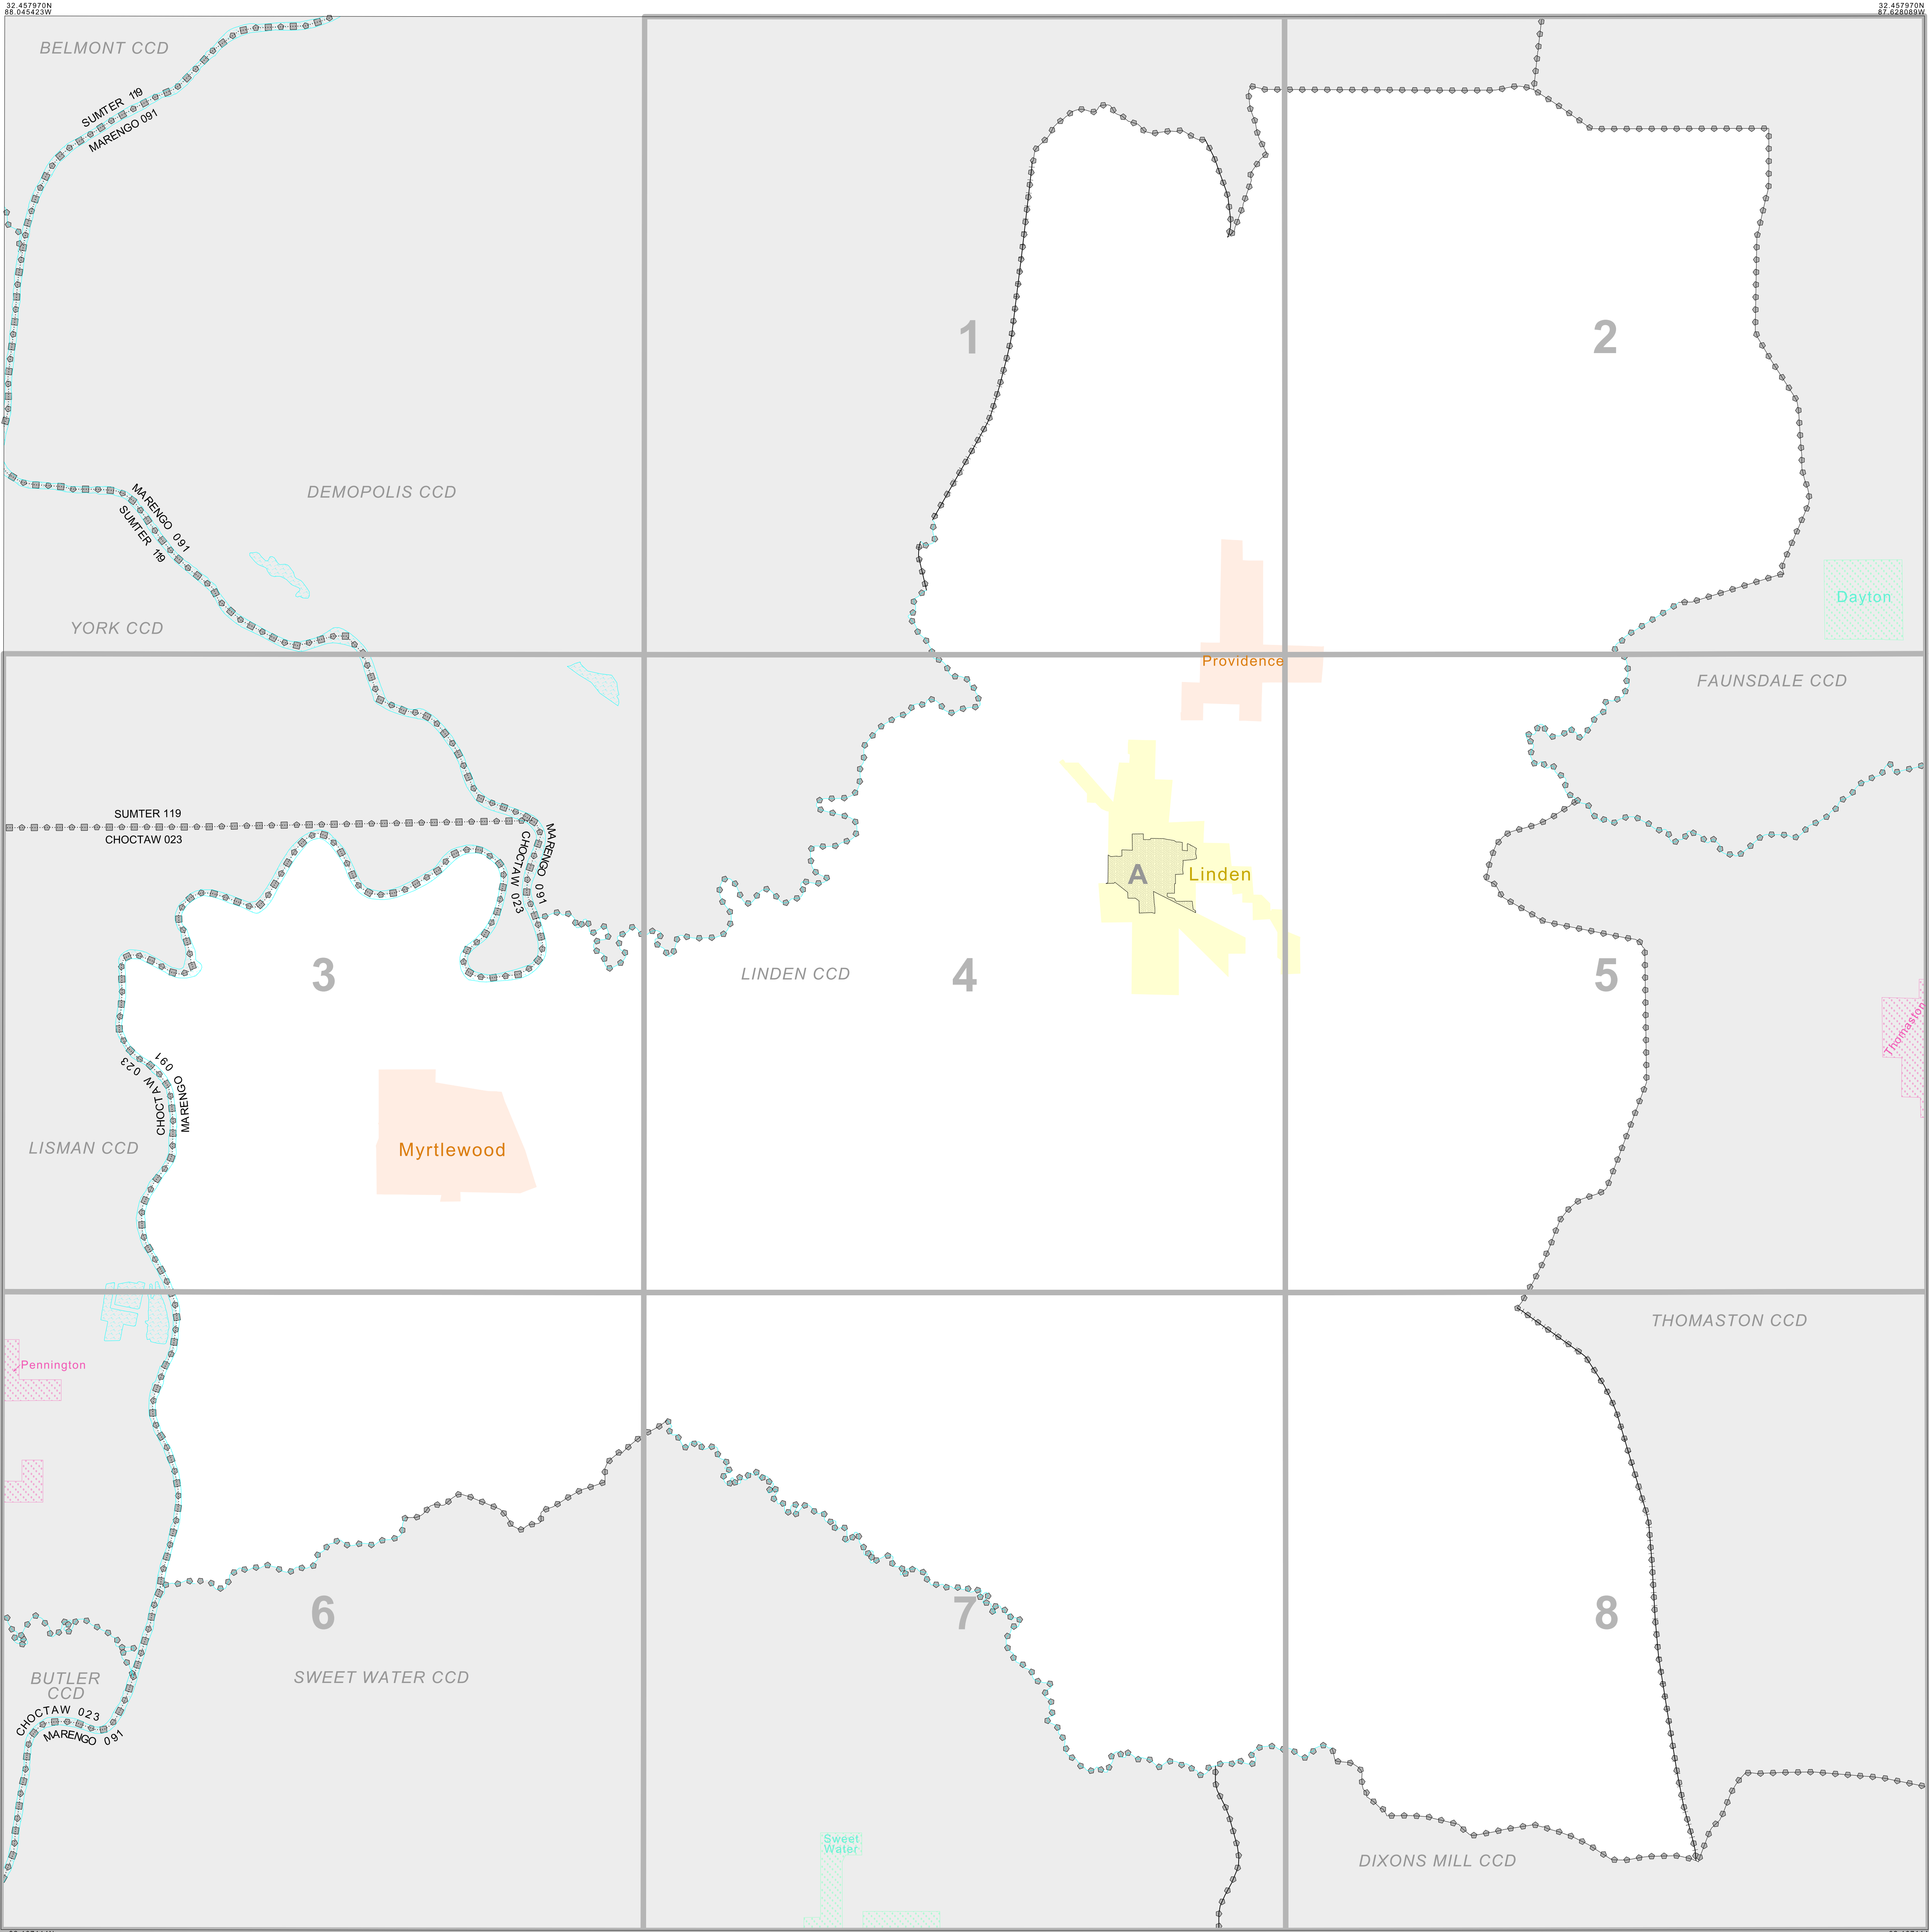 32.457970N
88.045423W
32.457970N
87.628089W
BELMONT CCD
SUMTER 119
MARENGO 091
1
2
DEMOPOLIS CCD
MARENGO 091
SUMTER 119
Dayton
YORK CCD
Providence
FAUNSDALE CCD
SUMTER 119
CHOCTAW 023
MARENGO 091
CHOCTAW 023
A
Linden
3
LINDEN CCD
4
5
Thomaston
MARENGO 091
CHOCTAW 023
LISMAN CCD
Myrtlewood
THOMASTON CCD
Pennington
6
7
8
BUTLER
CCD
SWEET WATER CCD
CHOCTAW 023
MARENGO 091
Sweet
Water
DIXONS MILL CCD